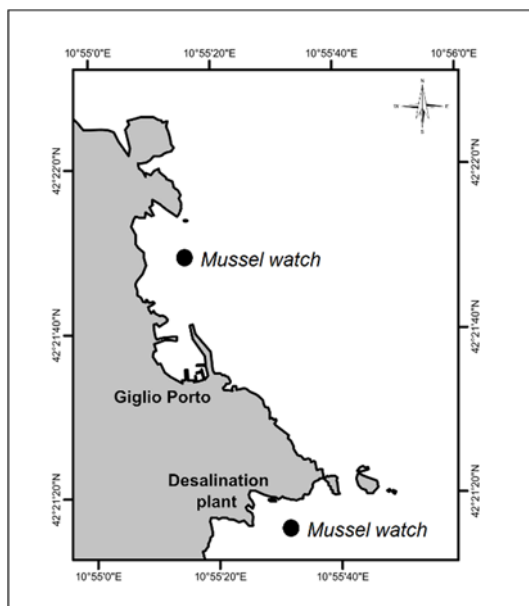 10°55'0"E
10°55'20"E
10°55'40"E
10°56'0"E
N
W
E
S
42°22'0"N
42°22'0"N
Mussel watch
42°21'40"N
42°21'40"N
Giglio Porto
Desalination
plant
42°21'20"N
42°21'20"N
Mussel watch
10°55'0"E
10°55'20"E
10°55'40"E